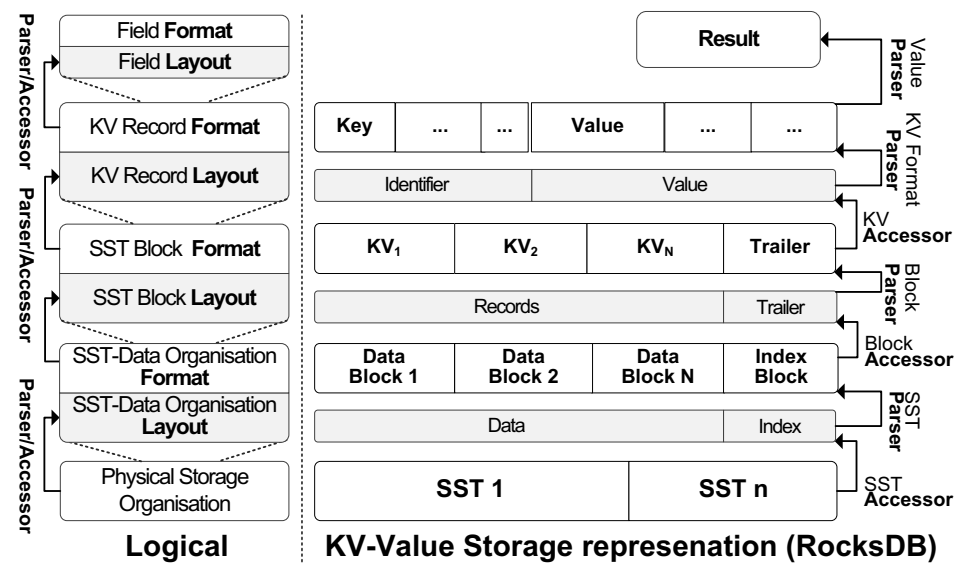 Parser/Accessor
Parser/Accessor
Parser/Accessor
Field Format
Field Layout
KV Record Format
KV Record Layout
SST Block Format
SST Block Layout
SST-Data Organisation
Format
SST-Data Organisation
Layout
Physical Storage
Organisation
Logical
Result
Value
Parser
Key ... ... Value ... ...
KV Format
Parser
Identifier Value
KV
Accessor
KV1 KV2 KVN Trailer
Block
Parser
Records Trailer
Block
Accessor
Data
Block 1
Data
Block 2
Data
Block N
Index
Block
SST
Parser
Data Index
SST
Accessor
SST 1 SST n
KV-Value Storage represenation (RocksDB)